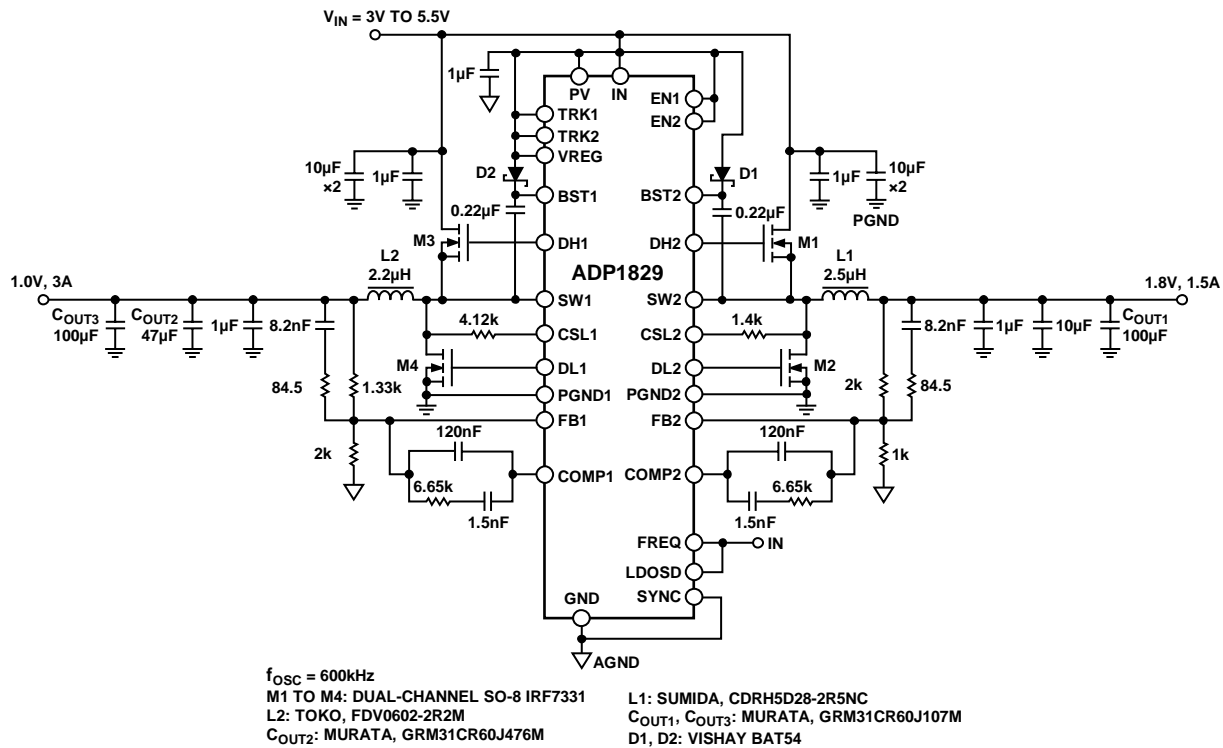 V_IN = 3V TO 5.5V
1µF
PV
IN
TRK1
TRK2
VREG
EN1
EN2
10µF
×2
1µF
D2
D1
1µF
10µF
×2
PGND
BST1
BST2
0.22µF
0.22µF
M3
DH1
DH2
M1
ADP1829
L2
2.2µH
L1
2.5µH
1.0V, 3A
1.8V, 1.5A
SW1
SW2
C_OUT3
100µF
C_OUT2
47µF
1µF
8.2nF
4.12k
CSL1
CSL2
1.4k
8.2nF
1µF
10µF
C_OUT1
100µF
M4
DL1
DL2
M2
84.5
1.33k
PGND1
PGND2
2k
84.5
FB1
FB2
2k
120nF
120nF
1k
COMP1
COMP2
6.65k
6.65k
1.5nF
1.5nF
FREQ
IN
LDOSD
SYNC
GND
AGND
f_OSC = 600kHz
M1 TO M4: DUAL-CHANNEL SO-8 IRF7331
L2: TOKO, FDV0602-2R2M
C_OUT2: MURATA, GRM31CR60J476M
L1: SUMIDA, CDRH5D28-2R5NC
C_OUT1, C_OUT3: MURATA, GRM31CR60J107M
D1, D2: VISHAY BAT54